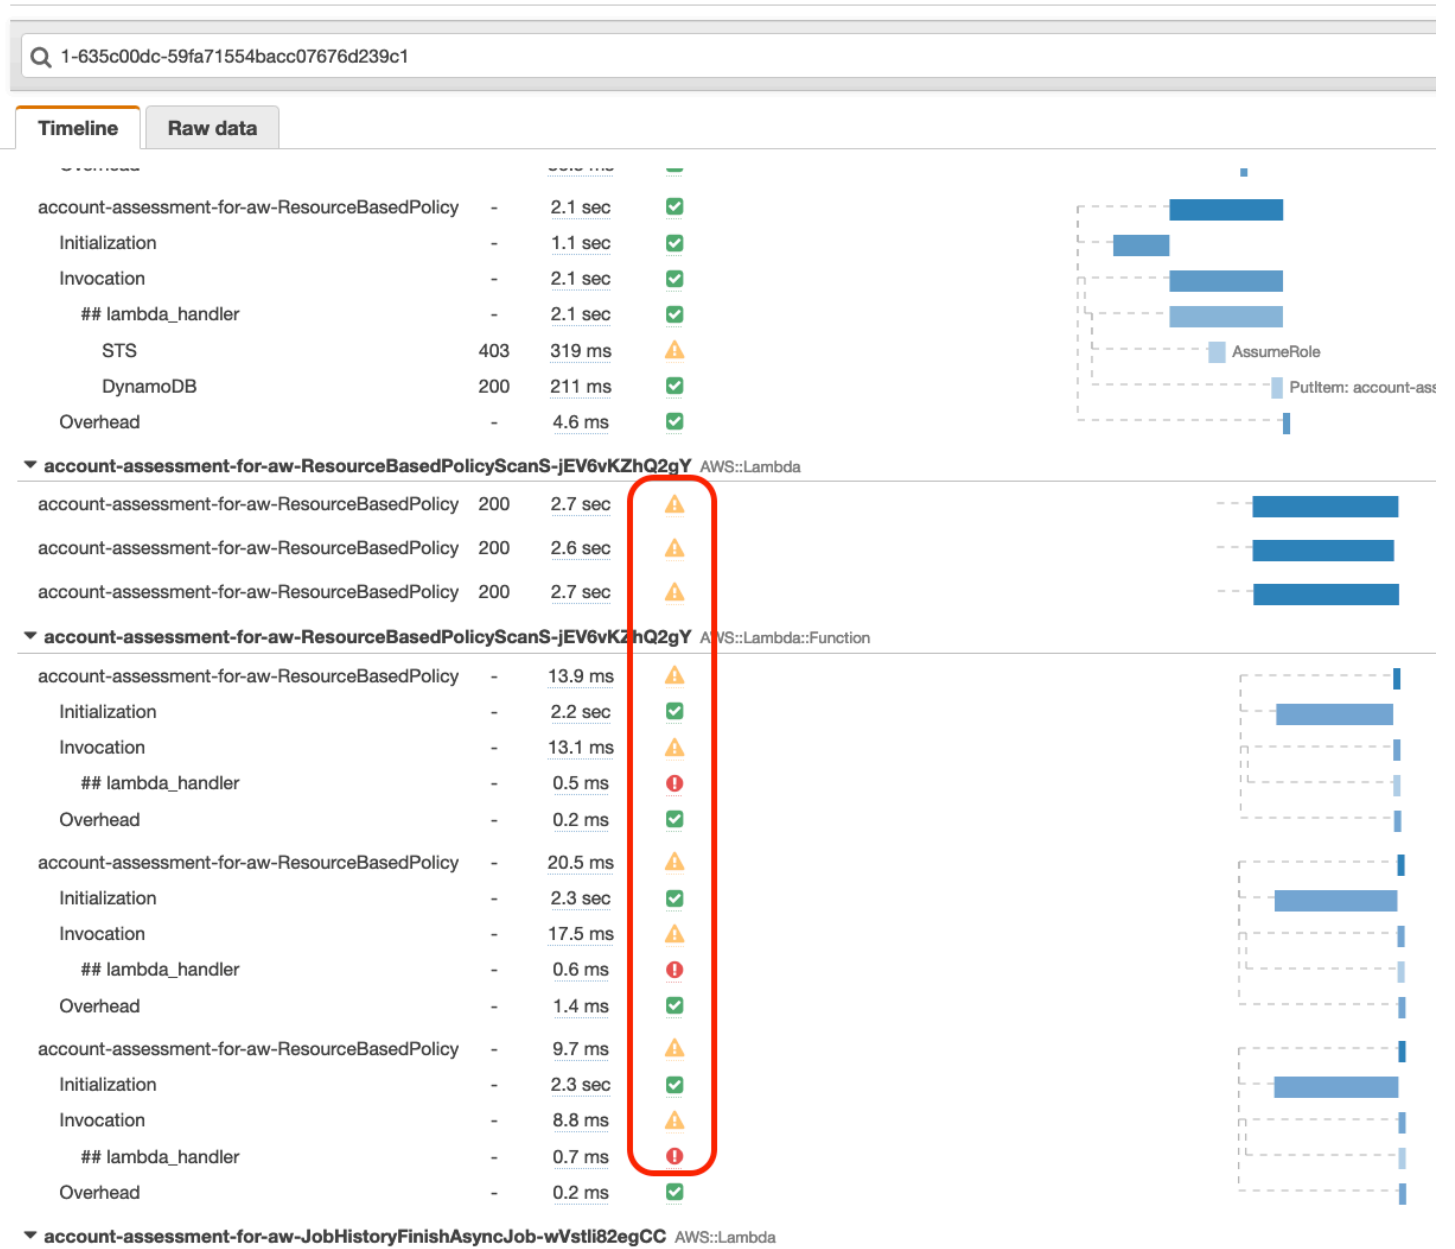 1-635c00dc-59fa71554bacc07676d239c1
Timeline Raw data
account-assessment-for-aw-ResourceBasedPolicy - 2.1 sec
Initialization - 1.1 sec
Invocation - 2.1 sec
## lambda_handler - 2.1 sec
STS 403 319 ms AssumeRole
DynamoDB 200 211 ms PutItem: account-ass
Overhead - 4.6 ms
account-assessment-for-aw-ResourceBasedPolicyScanS-jEV6vKZhQ2gY AWS::Lambda
account-assessment-for-aw-ResourceBasedPolicy 200 2.7 sec
account-assessment-for-aw-ResourceBasedPolicy 200 2.6 sec
account-assessment-for-aw-ResourceBasedPolicy 200 2.7 sec
account-assessment-for-aw-ResourceBasedPolicyScanS-jEV6vKZhQ2gY AWS::Lambda::Function
account-assessment-for-aw-ResourceBasedPolicy - 13.9 ms
Initialization - 2.2 sec
Invocation - 13.1 ms
## lambda_handler - 0.5 ms
Overhead - 0.2 ms
account-assessment-for-aw-ResourceBasedPolicy - 20.5 ms
Initialization - 2.3 sec
Invocation - 17.5 ms
## lambda_handler - 0.6 ms
Overhead - 1.4 ms
account-assessment-for-aw-ResourceBasedPolicy - 9.7 ms
Initialization - 2.3 sec
Invocation - 8.8 ms
## lambda_handler - 0.7 ms
Overhead - 0.2 ms
account-assessment-for-aw-JobHistoryFinishAsyncJob-wVstli82egCC AWS::Lambda